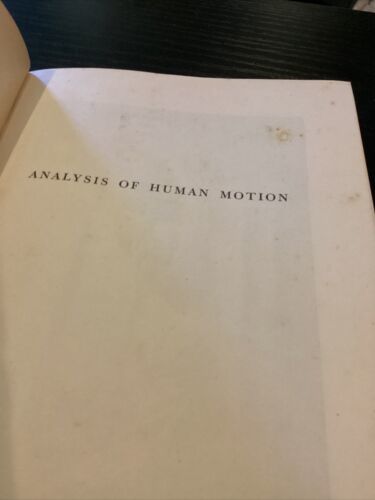 ANALYSIS OF HUMAN MOTION